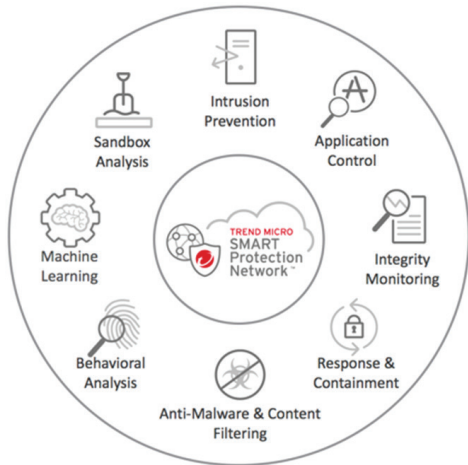 Intrusion
Prevention
Application
Control
Integrity
Monitoring
Response &
Containment
Anti-Malware & Content
Filtering
Behavioral
Analysis
Machine
Learning
Sandbox
Analysis
TREND MICRO
SMART
Protection
Network™